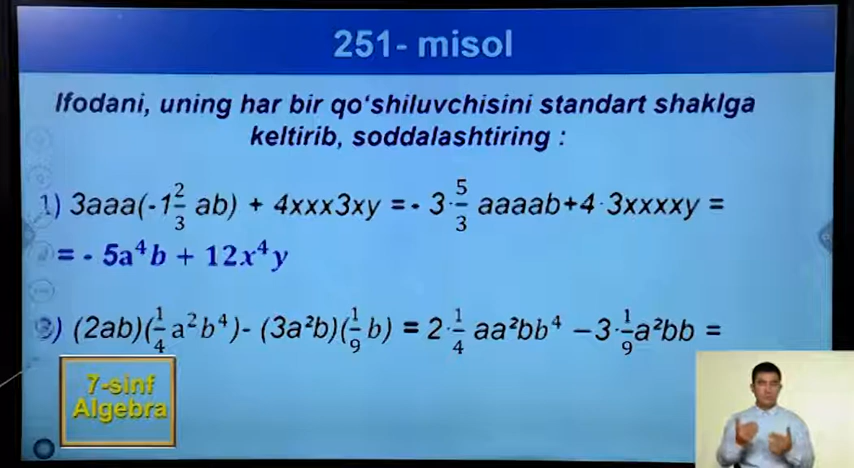 251- misol
Ifodani, uning har bir qo‘shiluvchisini standart shaklga
keltirib, soddalashtiring :
1) 3aaa(-1 2/3 ab) + 4xxx3xy = - 3·5/3 aaaab+4·3xxxxy =
= - 5a⁴b + 12x⁴y
(2ab)(1/4 a²b⁴)- (3a²b)(1/9 b) = 2·1/4 aa²bb⁴ −3·1/9 a²bb =
7-sinf
Algebra